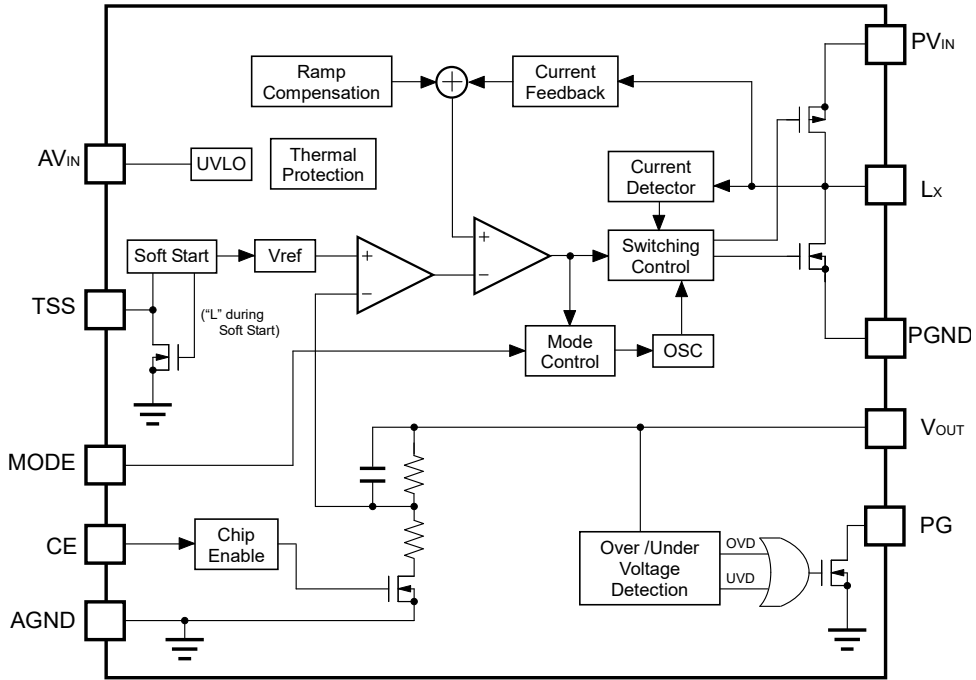 PVIN
Ramp
Compensation
Current
Feedback
AVIN
UVLO
Thermal
Protection
Current
Detector
LX
Soft Start
Vref
+
−
+
−
Switching
Control
TSS
("L" during
Soft Start)
Mode
Control
OSC
PGND
VOUT
MODE
CE
Chip
Enable
Over /Under
Voltage
Detection
OVD
UVD
PG
AGND